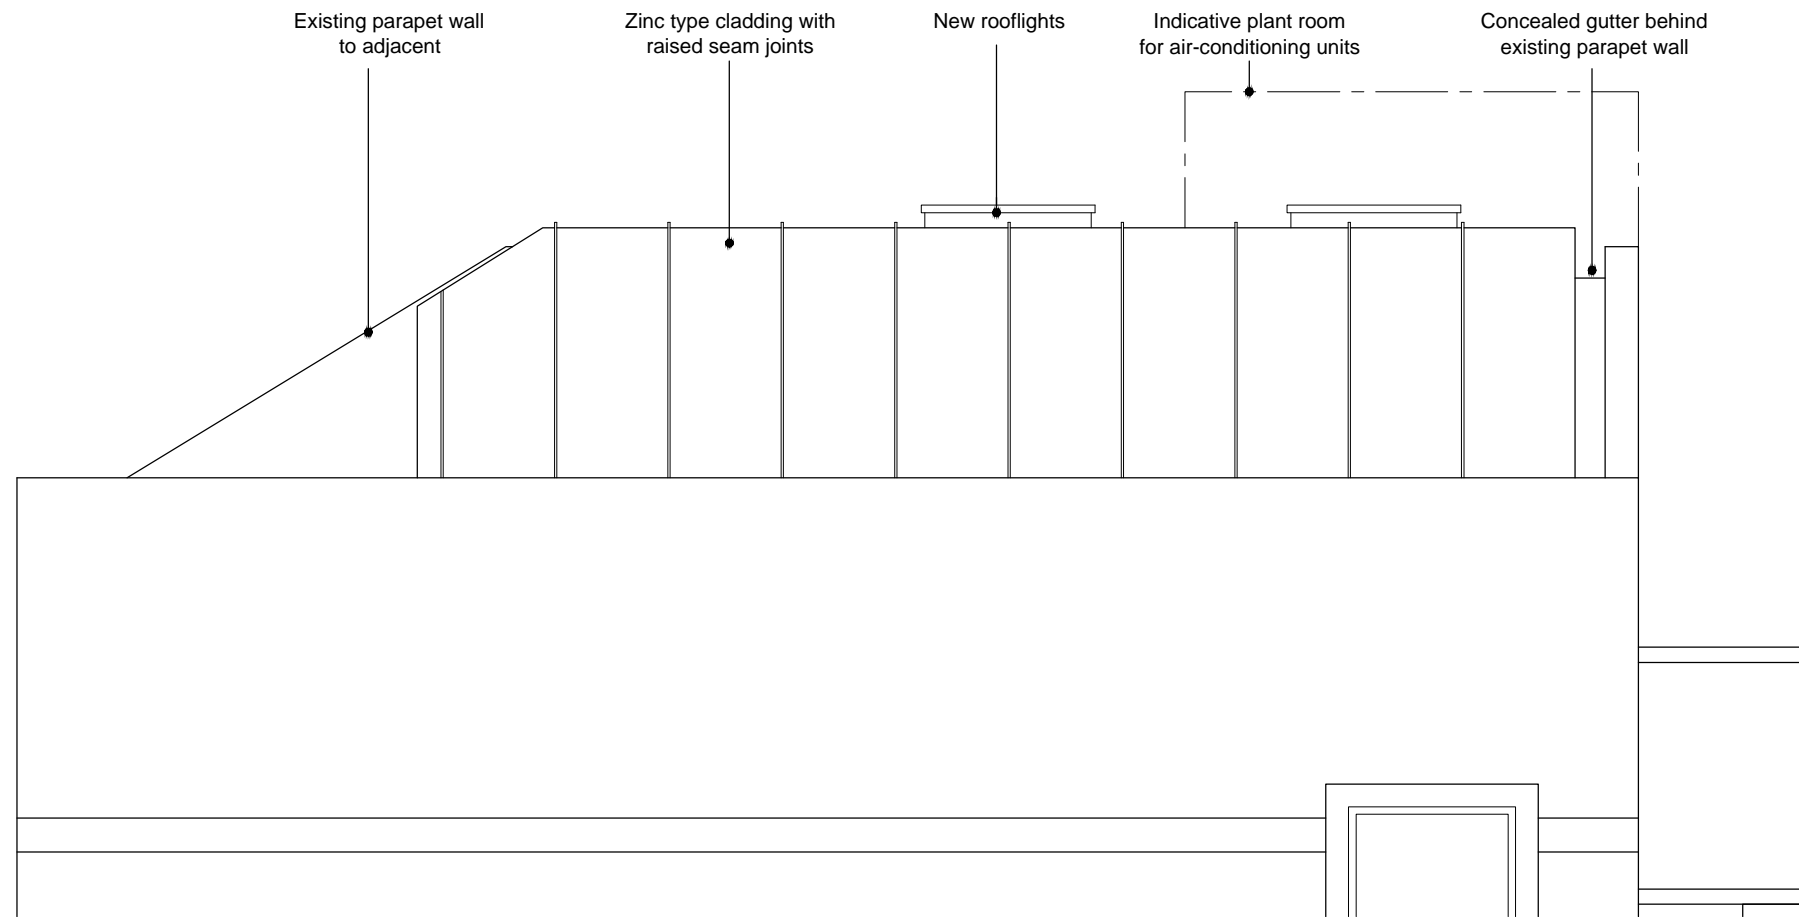 Existing parapet wall
to adjacent
Zinc type cladding with
raised seam joints
New rooflights
Indicative plant room
for air-conditioning units
Concealed gutter behind
existing parapet wall